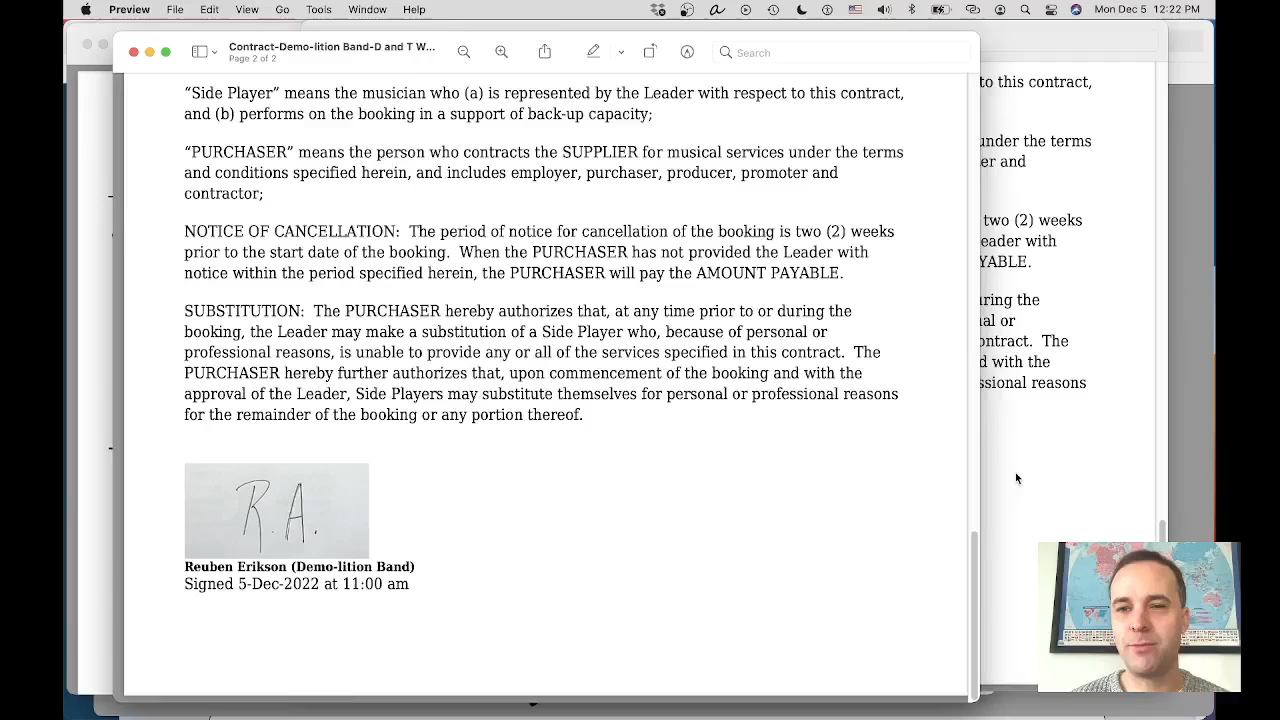 Preview File Edit View Go Tools Window Help Mon Dec 5 12:22 PM
Contract-Demo-lition Band-D and T W...
Page 2 of 2
Search
“Side Player” means the musician who (a) is represented by the Leader with respect to this contract,
and (b) performs on the booking in a support of back-up capacity;
“PURCHASER” means the person who contracts the SUPPLIER for musical services under the terms
and conditions specified herein, and includes employer, purchaser, producer, promoter and
contractor;
NOTICE OF CANCELLATION:  The period of notice for cancellation of the booking is two (2) weeks
prior to the start date of the booking.  When the PURCHASER has not provided the Leader with
notice within the period specified herein, the PURCHASER will pay the AMOUNT PAYABLE.
SUBSTITUTION:  The PURCHASER hereby authorizes that, at any time prior to or during the
booking, the Leader may make a substitution of a Side Player who, because of personal or
professional reasons, is unable to provide any or all of the services specified in this contract.  The
PURCHASER hereby further authorizes that, upon commencement of the booking and with the
approval of the Leader, Side Players may substitute themselves for personal or professional reasons
for the remainder of the booking or any portion thereof.
R.A.
Reuben Erikson (Demo-lition Band)
Signed 5-Dec-2022 at 11:00 am
to this contract,
under the terms
er and
two (2) weeks
eader with
YABLE.
uring the
nal or
ontract.  The
d with the
ssional reasons